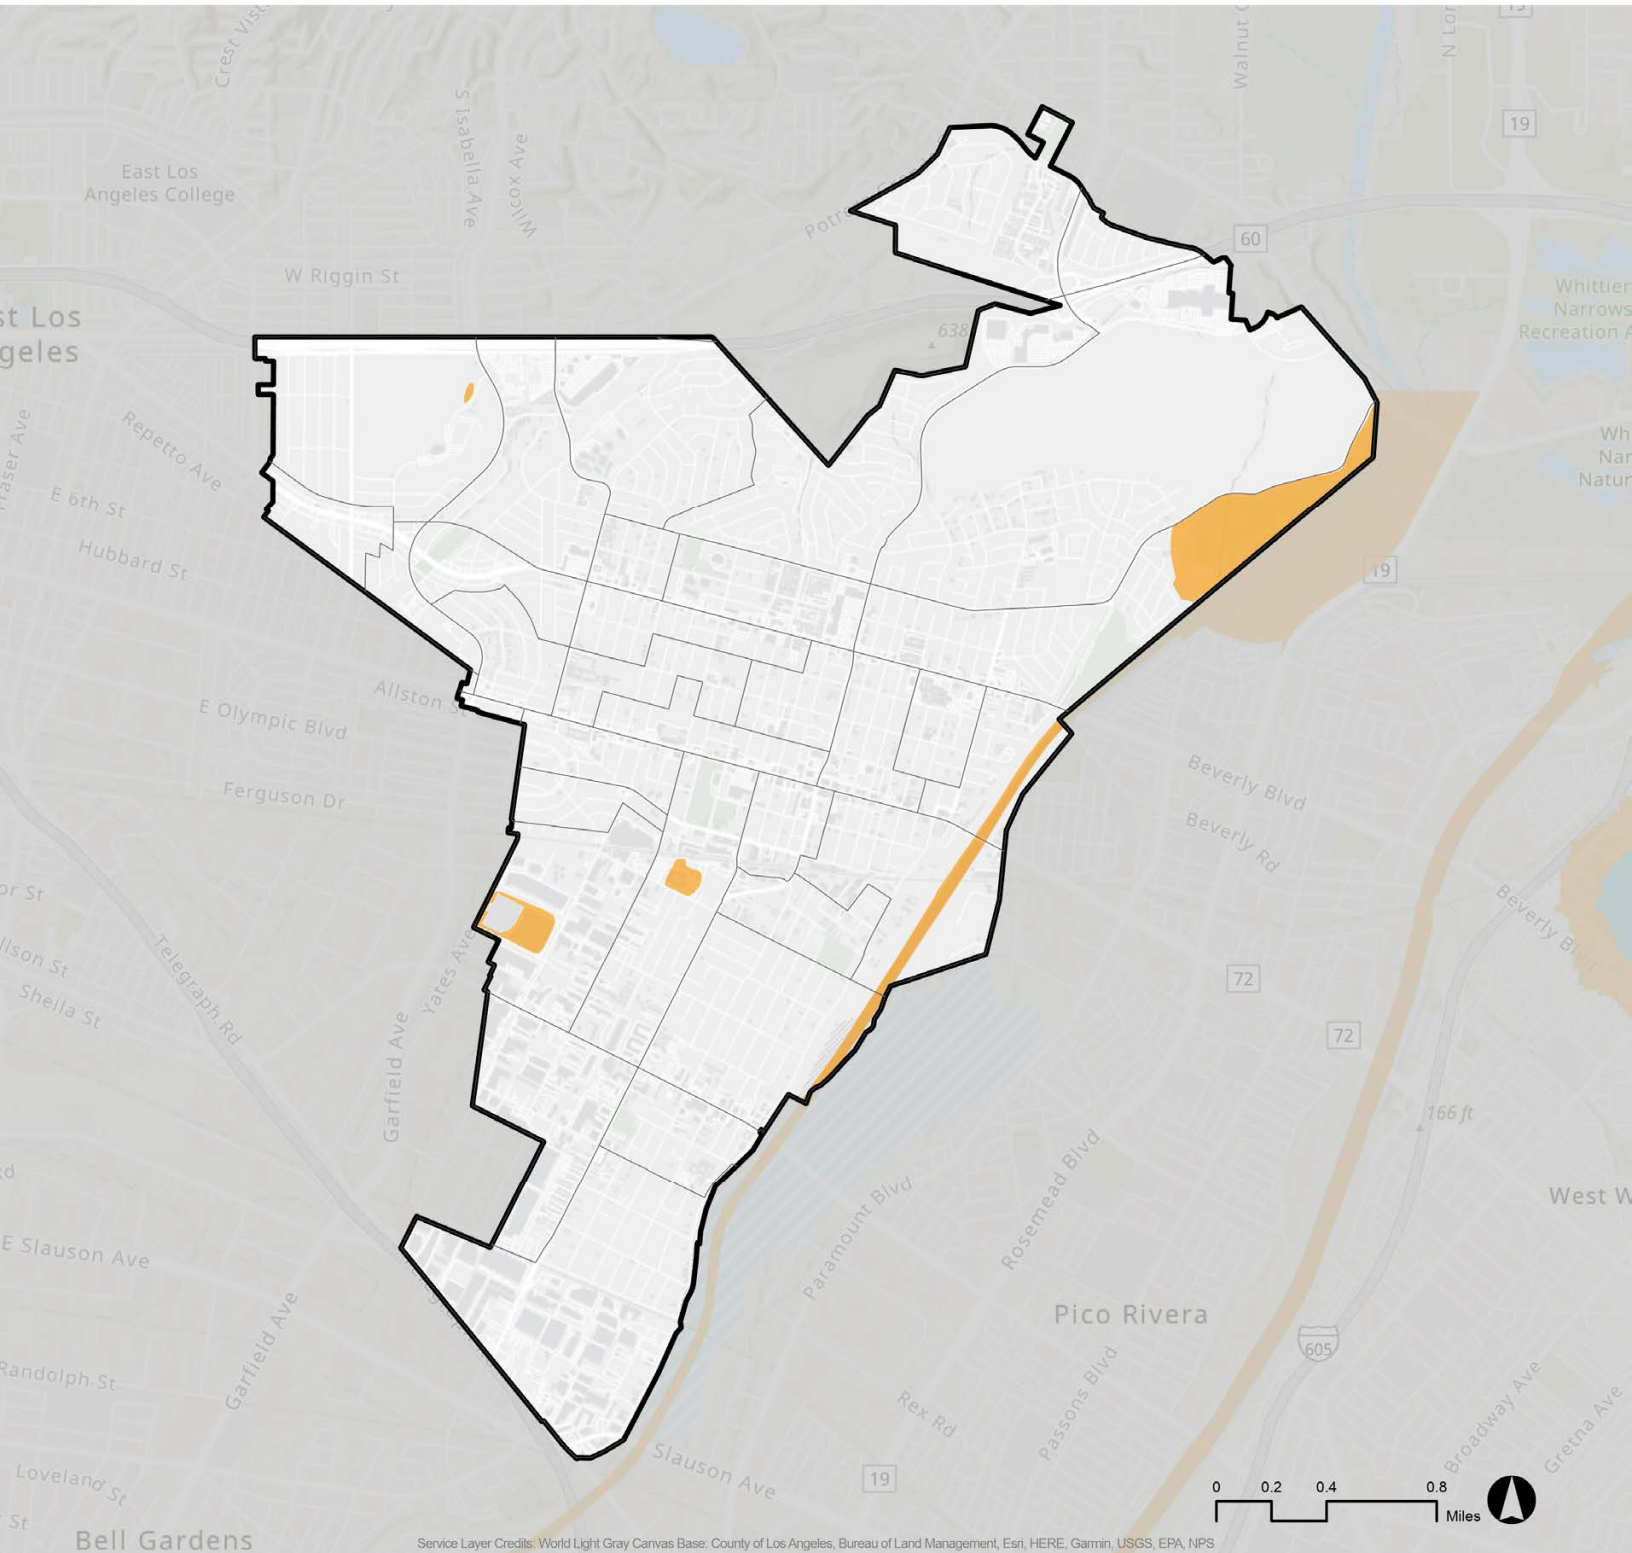 Crest Vist
Walnut G
N Lor
19
S Isabella Ave
Wilcox Ave
East Los
Angeles College
Potr
60
W Riggin St
Whittier
Narrows
Recreation A
st Los
geles
638
Repetto Ave
raser Ave
Wh
Nar
Natur
E 6th St
Hubbard St
19
Allston St
E Olympic Blvd
Beverly Blvd
Ferguson Dr
Beverly Rd
or St
Beverly B
llson St
Telegraph Rd
Yates Ave
72
Sheila St
72
Garfield Ave
166 ft
Rosemead Blvd
Paramount Blvd
West W
E Slauson Ave
Pico Rivera
605
Garfield Ave
Randolph St
Passons Blvd
Broadway Ave
Gretna Ave
Rex Rd
Slauson Ave
19
Loveland St
0 0.2 0.4 0.8
Miles
St
Bell Gardens
Service Layer Credits: World Light Gray Canvas Base: County of Los Angeles, Bureau of Land Management, Esri, HERE, Garmin, USGS, EPA, NPS